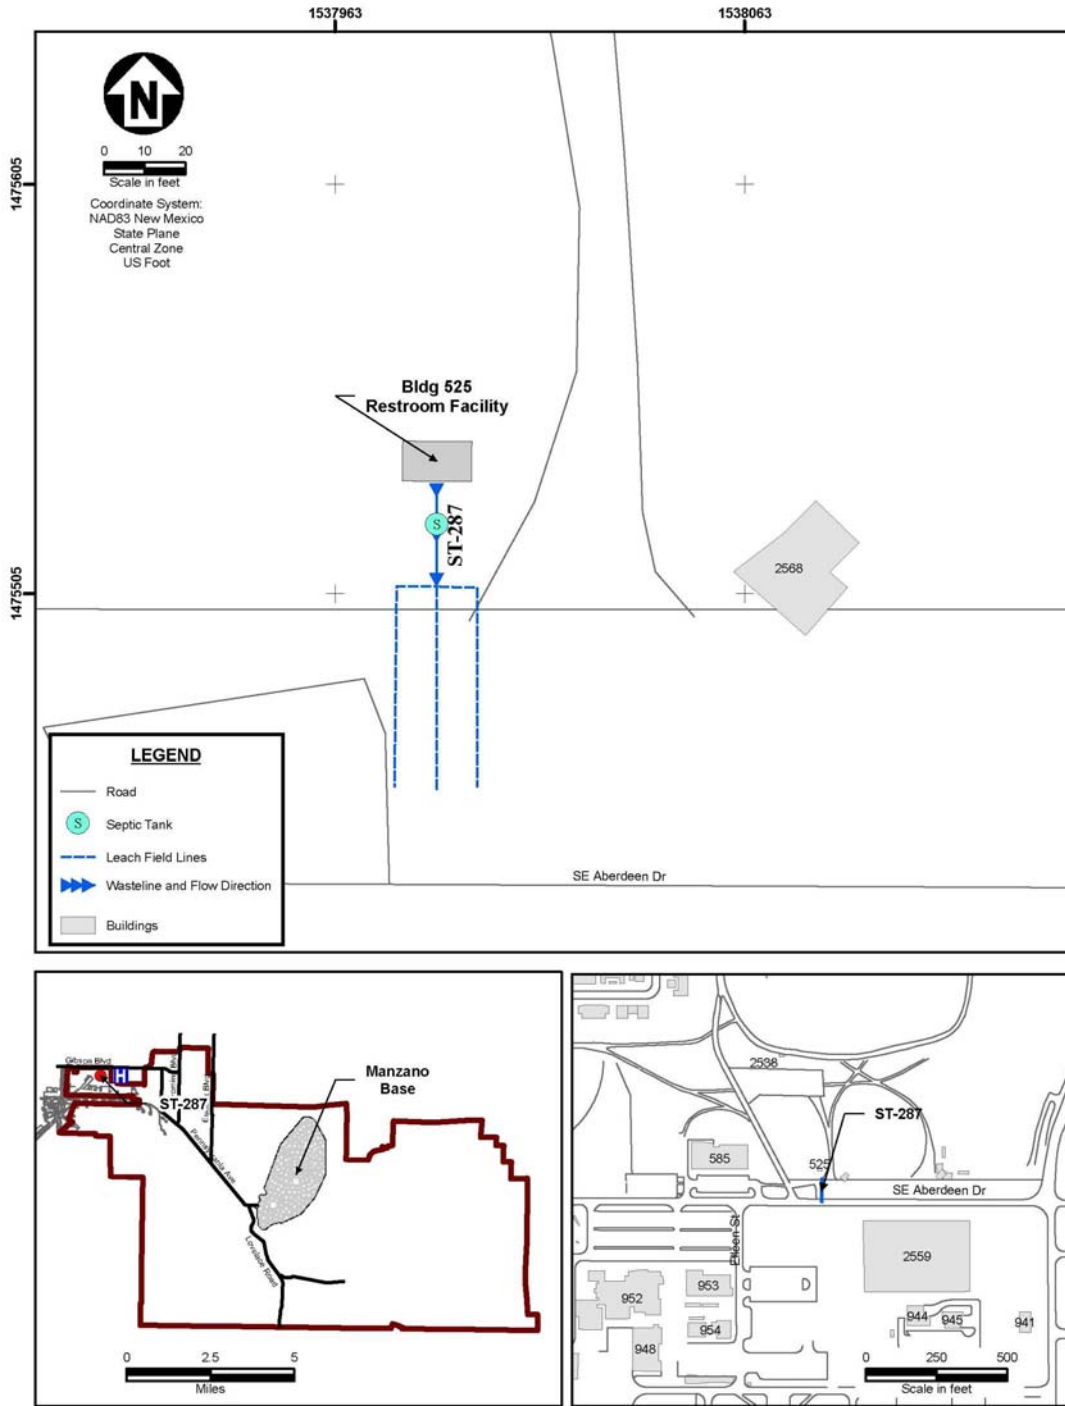 1537963
1538063
N
0 10 20
Scale in feet
Coordinate System:
NAD83 New Mexico
State Plane
Central Zone
US Foot
1475605
Bldg 525
Restroom Facility
S
ST-287
2568
1475505
LEGEND
Road
S
Septic Tank
Leach Field Lines
Wasteline and Flow Direction
Buildings
SE Aberdeen Dr
Gibson Blvd
H
ST-287
Manzano
Base
Pennsylvania Ave
Lovelace Road
0 2.5 5
Miles
2538
ST-287
585
525
SE Aberdeen Dr
Eileen St
2559
953
952
944
945
941
954
948
0 250 500
Scale in feet